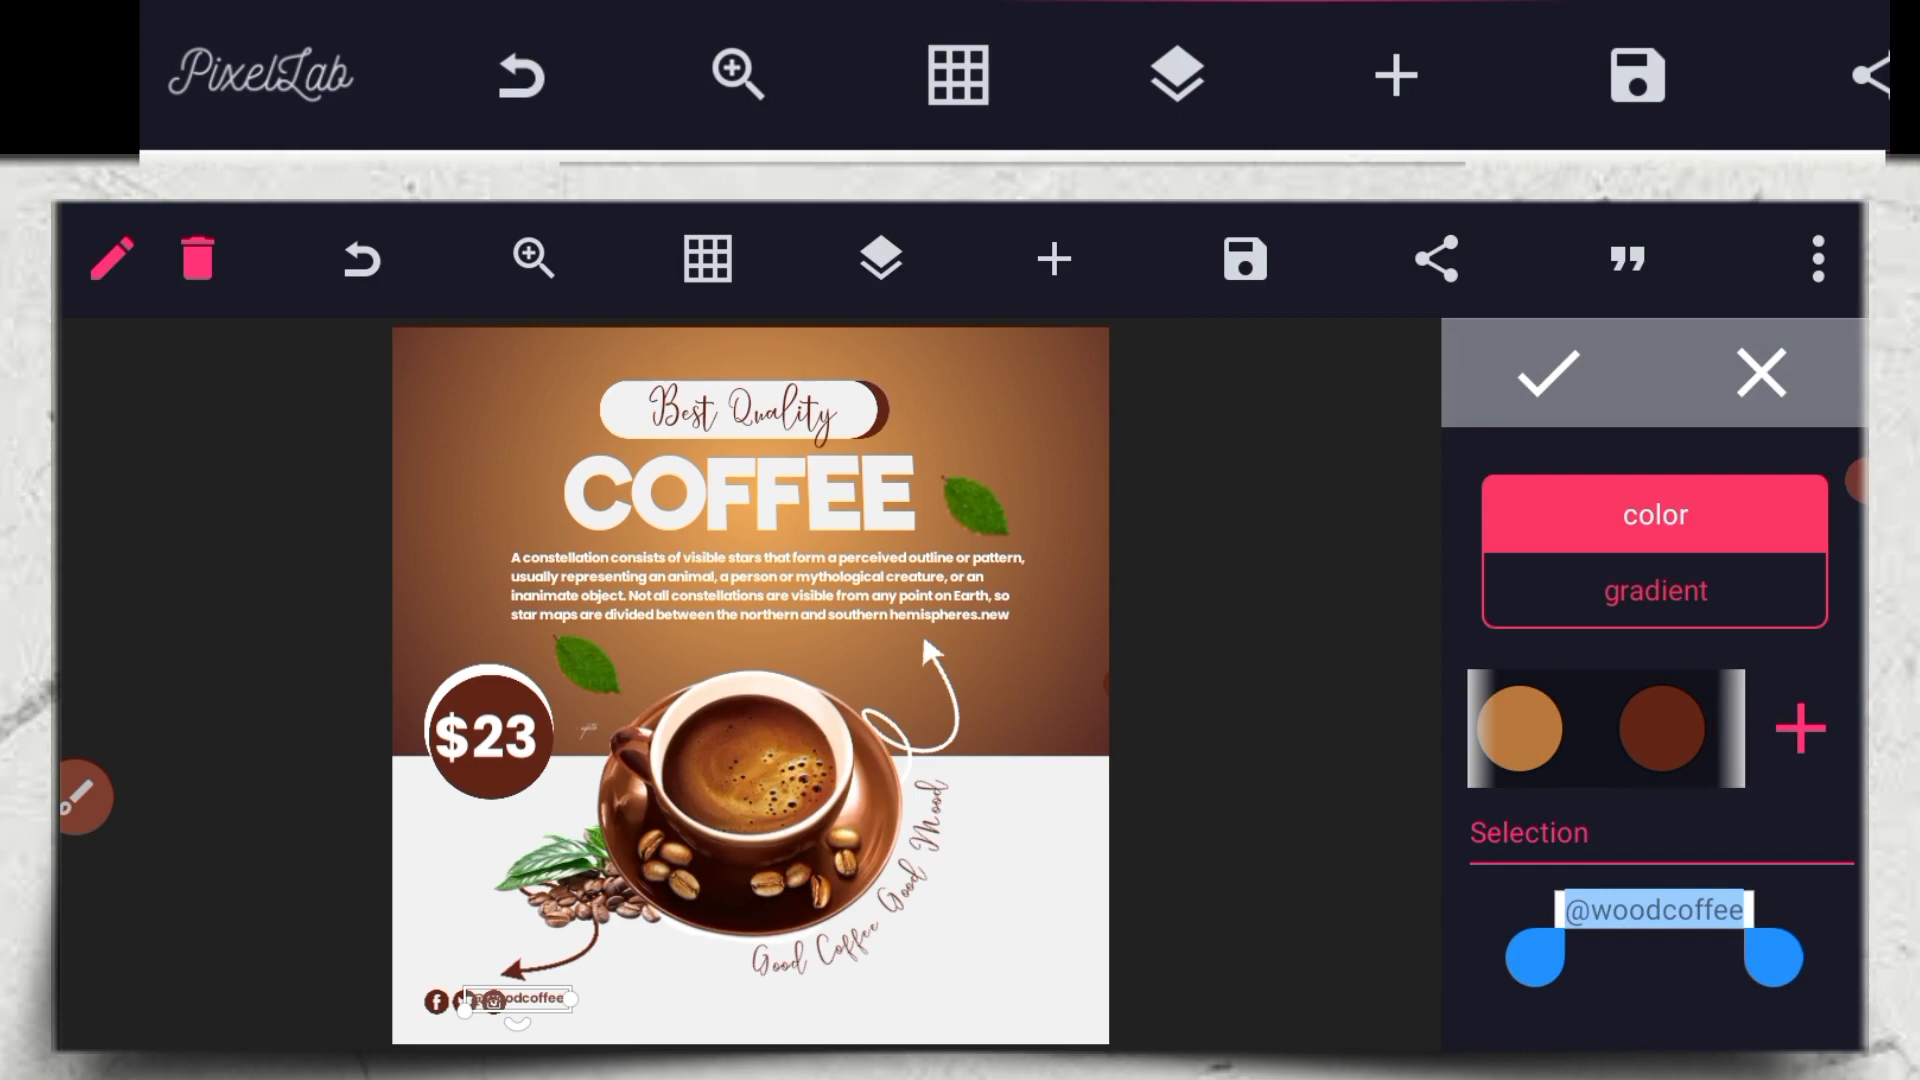 PixelLab
Best Quality
COFFEE
A constellation consists of visible stars that form a perceived outline or pattern,
usually representing an animal, a person or mythological creature, or an
inanimate object. Not all constellations are visible from any point on Earth, so
star maps are divided between the northern and southern hemispheres.new
$23
Good Coffee Good Mood
color
gradient
Selection
@woodcoffee